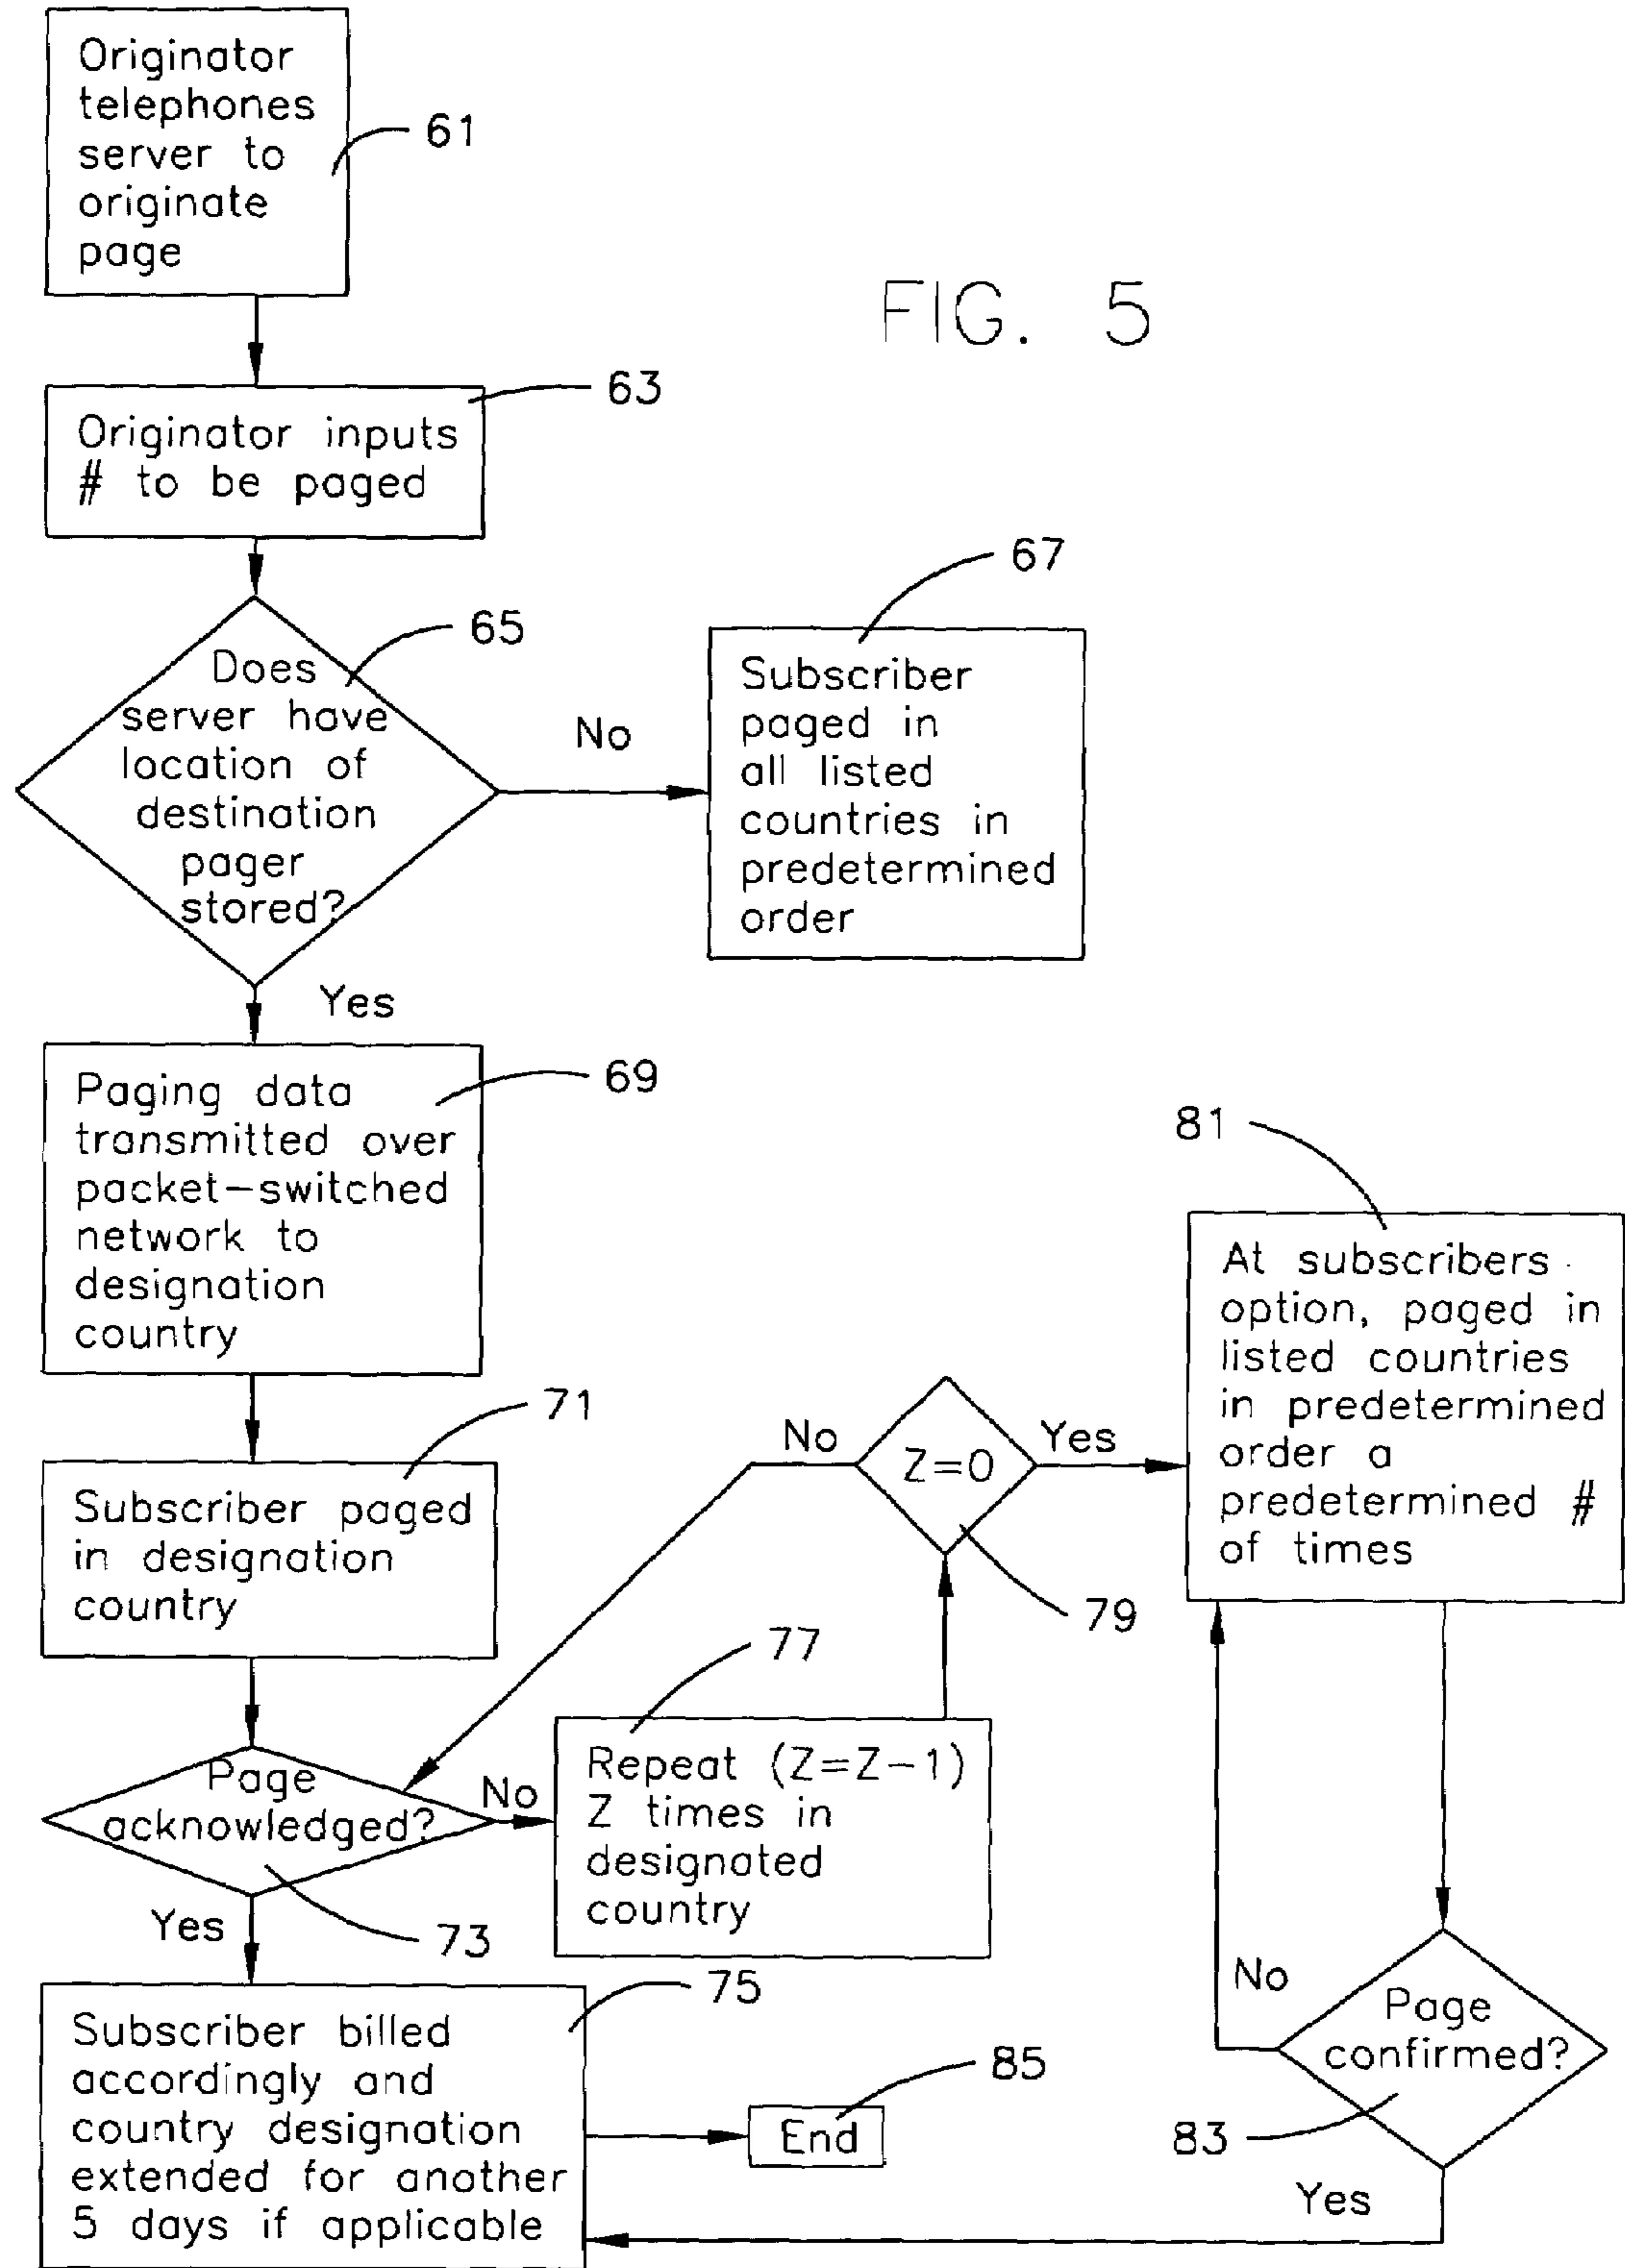 Originator
telephones
server to
originate
page
61
FIG. 5
63
Originator inputs
# to be paged
67
65
Does
server have
location of
destination
pager
stored?
No
Subscriber
paged in
all listed
countries in
predetermined
order
Yes
69
Paging data
transmitted over
packet-switched
network to
designation
country
81
At subscribers
option, paged in
listed countries
in predetermined
order a
predetermined #
of times
71
Subscriber paged
in designation
country
No
Z=0
Yes
79
77
Repeat (Z=Z-1)
Z times in
designated
country
Page
acknowledged?
No
Yes
73
75
Subscriber billed
accordingly and
country designation
extended for another
5 days if applicable
85
End
No
Page
confirmed?
83
Yes